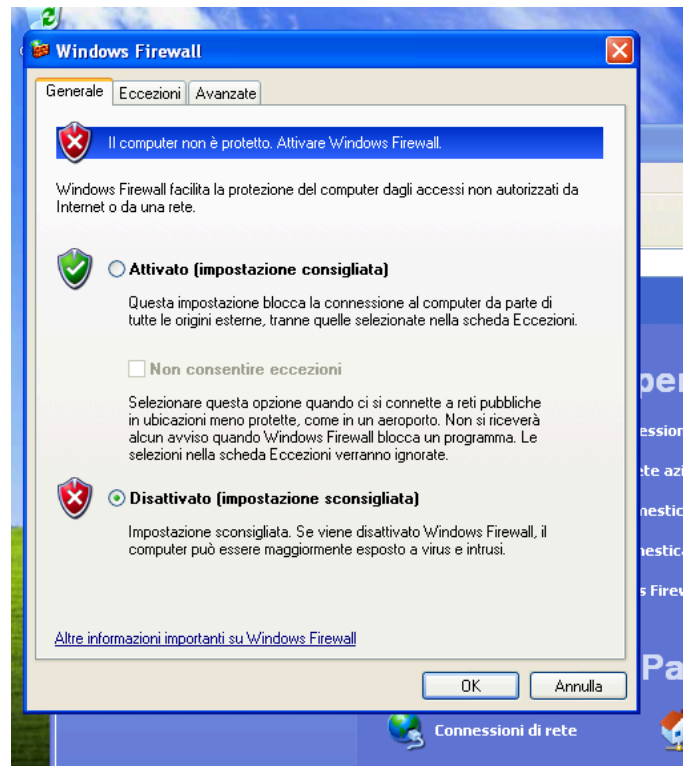 Windows Firewall
Generale
Eccezioni
Avanzate
Il computer non è protetto. Attivare Windows Firewall.
Windows Firewall facilita la protezione del computer dagli accessi non autorizzati da
Internet o da una rete.
Attivato (impostazione consigliata)
Questa impostazione blocca la connessione al computer da parte di
tutte le origini esterne, tranne quelle selezionate nella scheda Eccezioni.
Non consentire eccezioni
Selezionare questa opzione quando ci si connette a reti pubbliche
in ubicazioni meno protette, come in un aeroporto. Non si riceverà
alcun avviso quando Windows Firewall blocca un programma. Le
selezioni nella scheda Eccezioni verranno ignorate.
Disattivato (impostazione sconsigliata)
Impostazione sconsigliata. Se viene disattivato Windows Firewall, il
computer può essere maggiormente esposto a virus e intrusi.
Altre informazioni importanti su Windows Firewall
OK
Annulla
Connessioni di rete